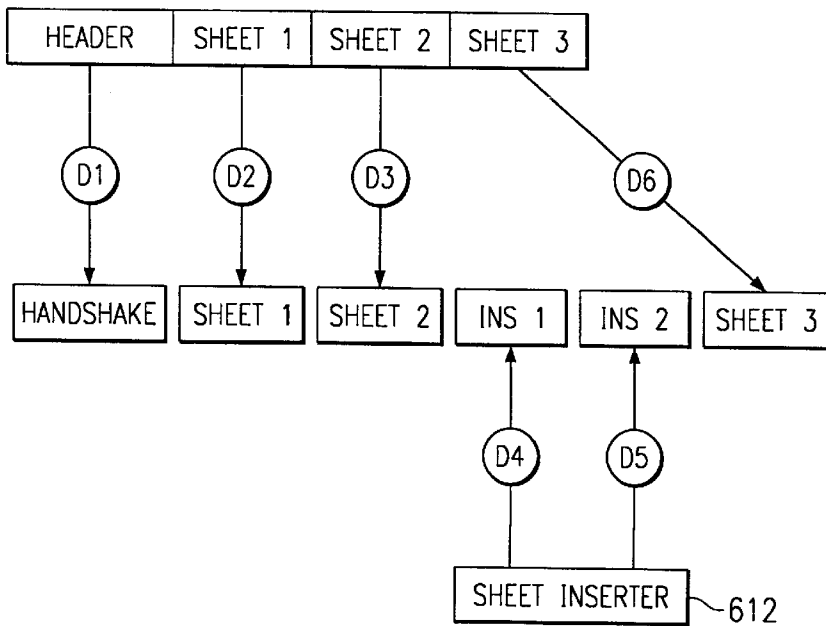 HEADER SHEET 1 SHEET 2 SHEET 3
D1 D2 D3 D6
HANDSHAKE SHEET 1 SHEET 2 INS 1 INS 2 SHEET 3
D4 D5
SHEET INSERTER 612